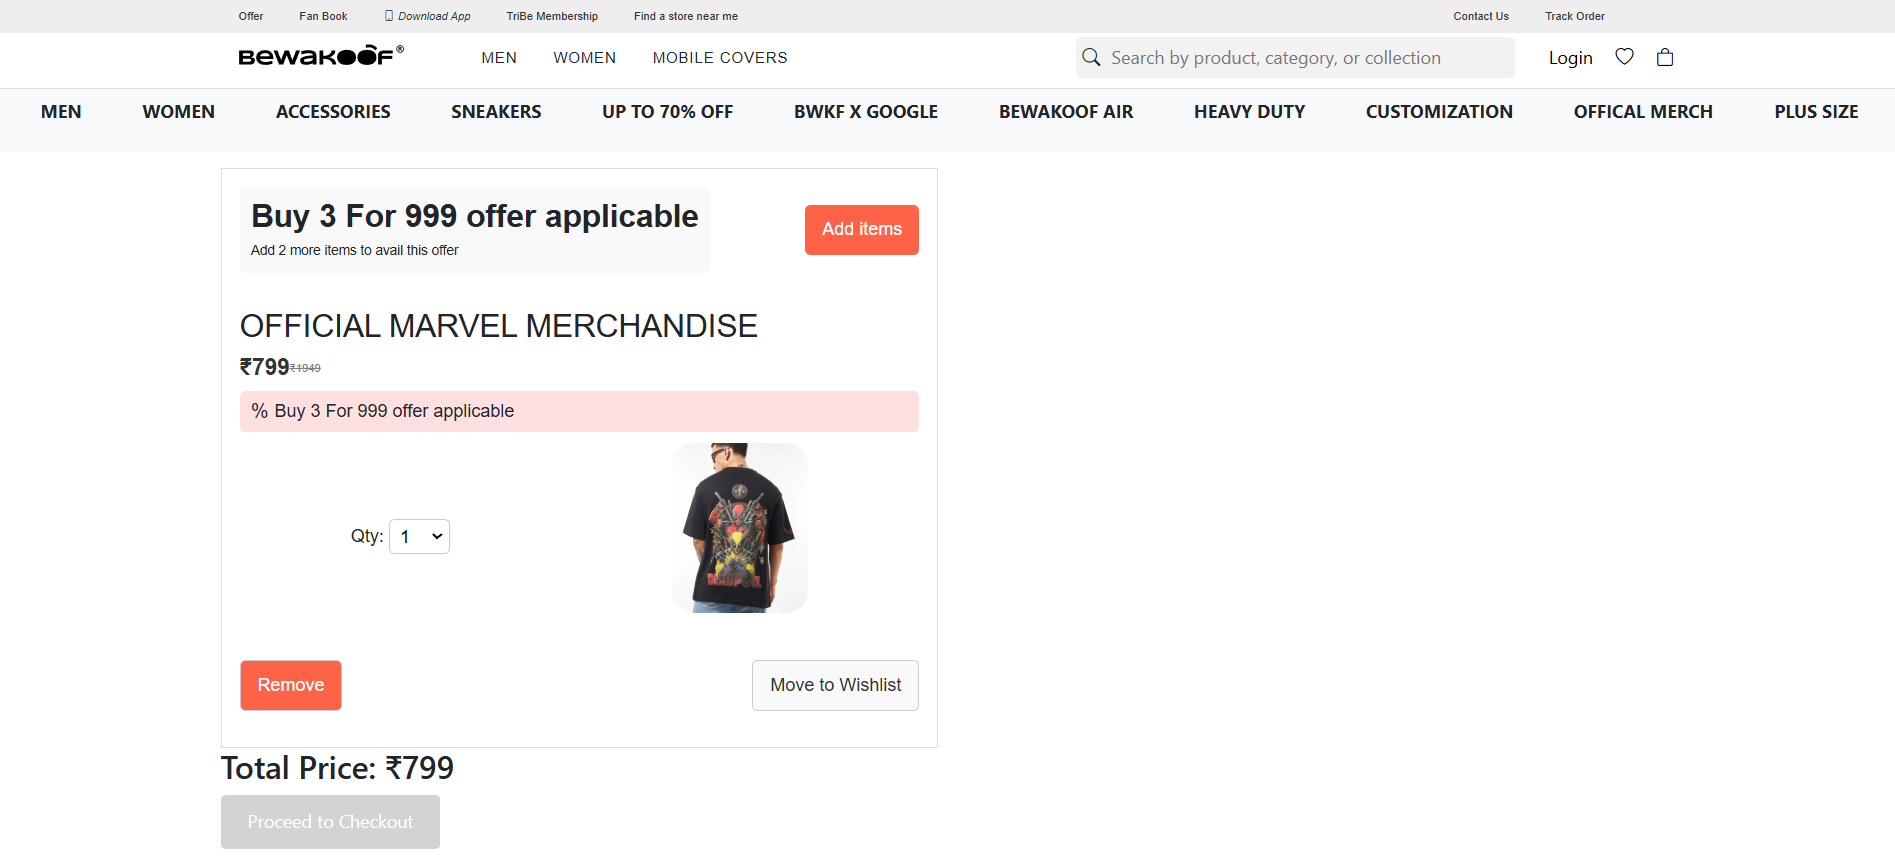 Offer Fan Book Download App TriBe Membership Find a store near me Contact Us Track Order
BEWAKOOF® MEN WOMEN MOBILE COVERS Search by product, category, or collection Login
MEN WOMEN ACCESSORIES SNEAKERS UP TO 70% OFF BWKF X GOOGLE BEWAKOOF AIR HEAVY DUTY CUSTOMIZATION OFFICAL MERCH PLUS SIZE
Buy 3 For 999 offer applicable
Add 2 more items to avail this offer
Add items
OFFICIAL MARVEL MERCHANDISE
₹799₹1949
% Buy 3 For 999 offer applicable
Qty: 1
DEADPOOL
Remove Move to Wishlist
Total Price: ₹799
Proceed to Checkout